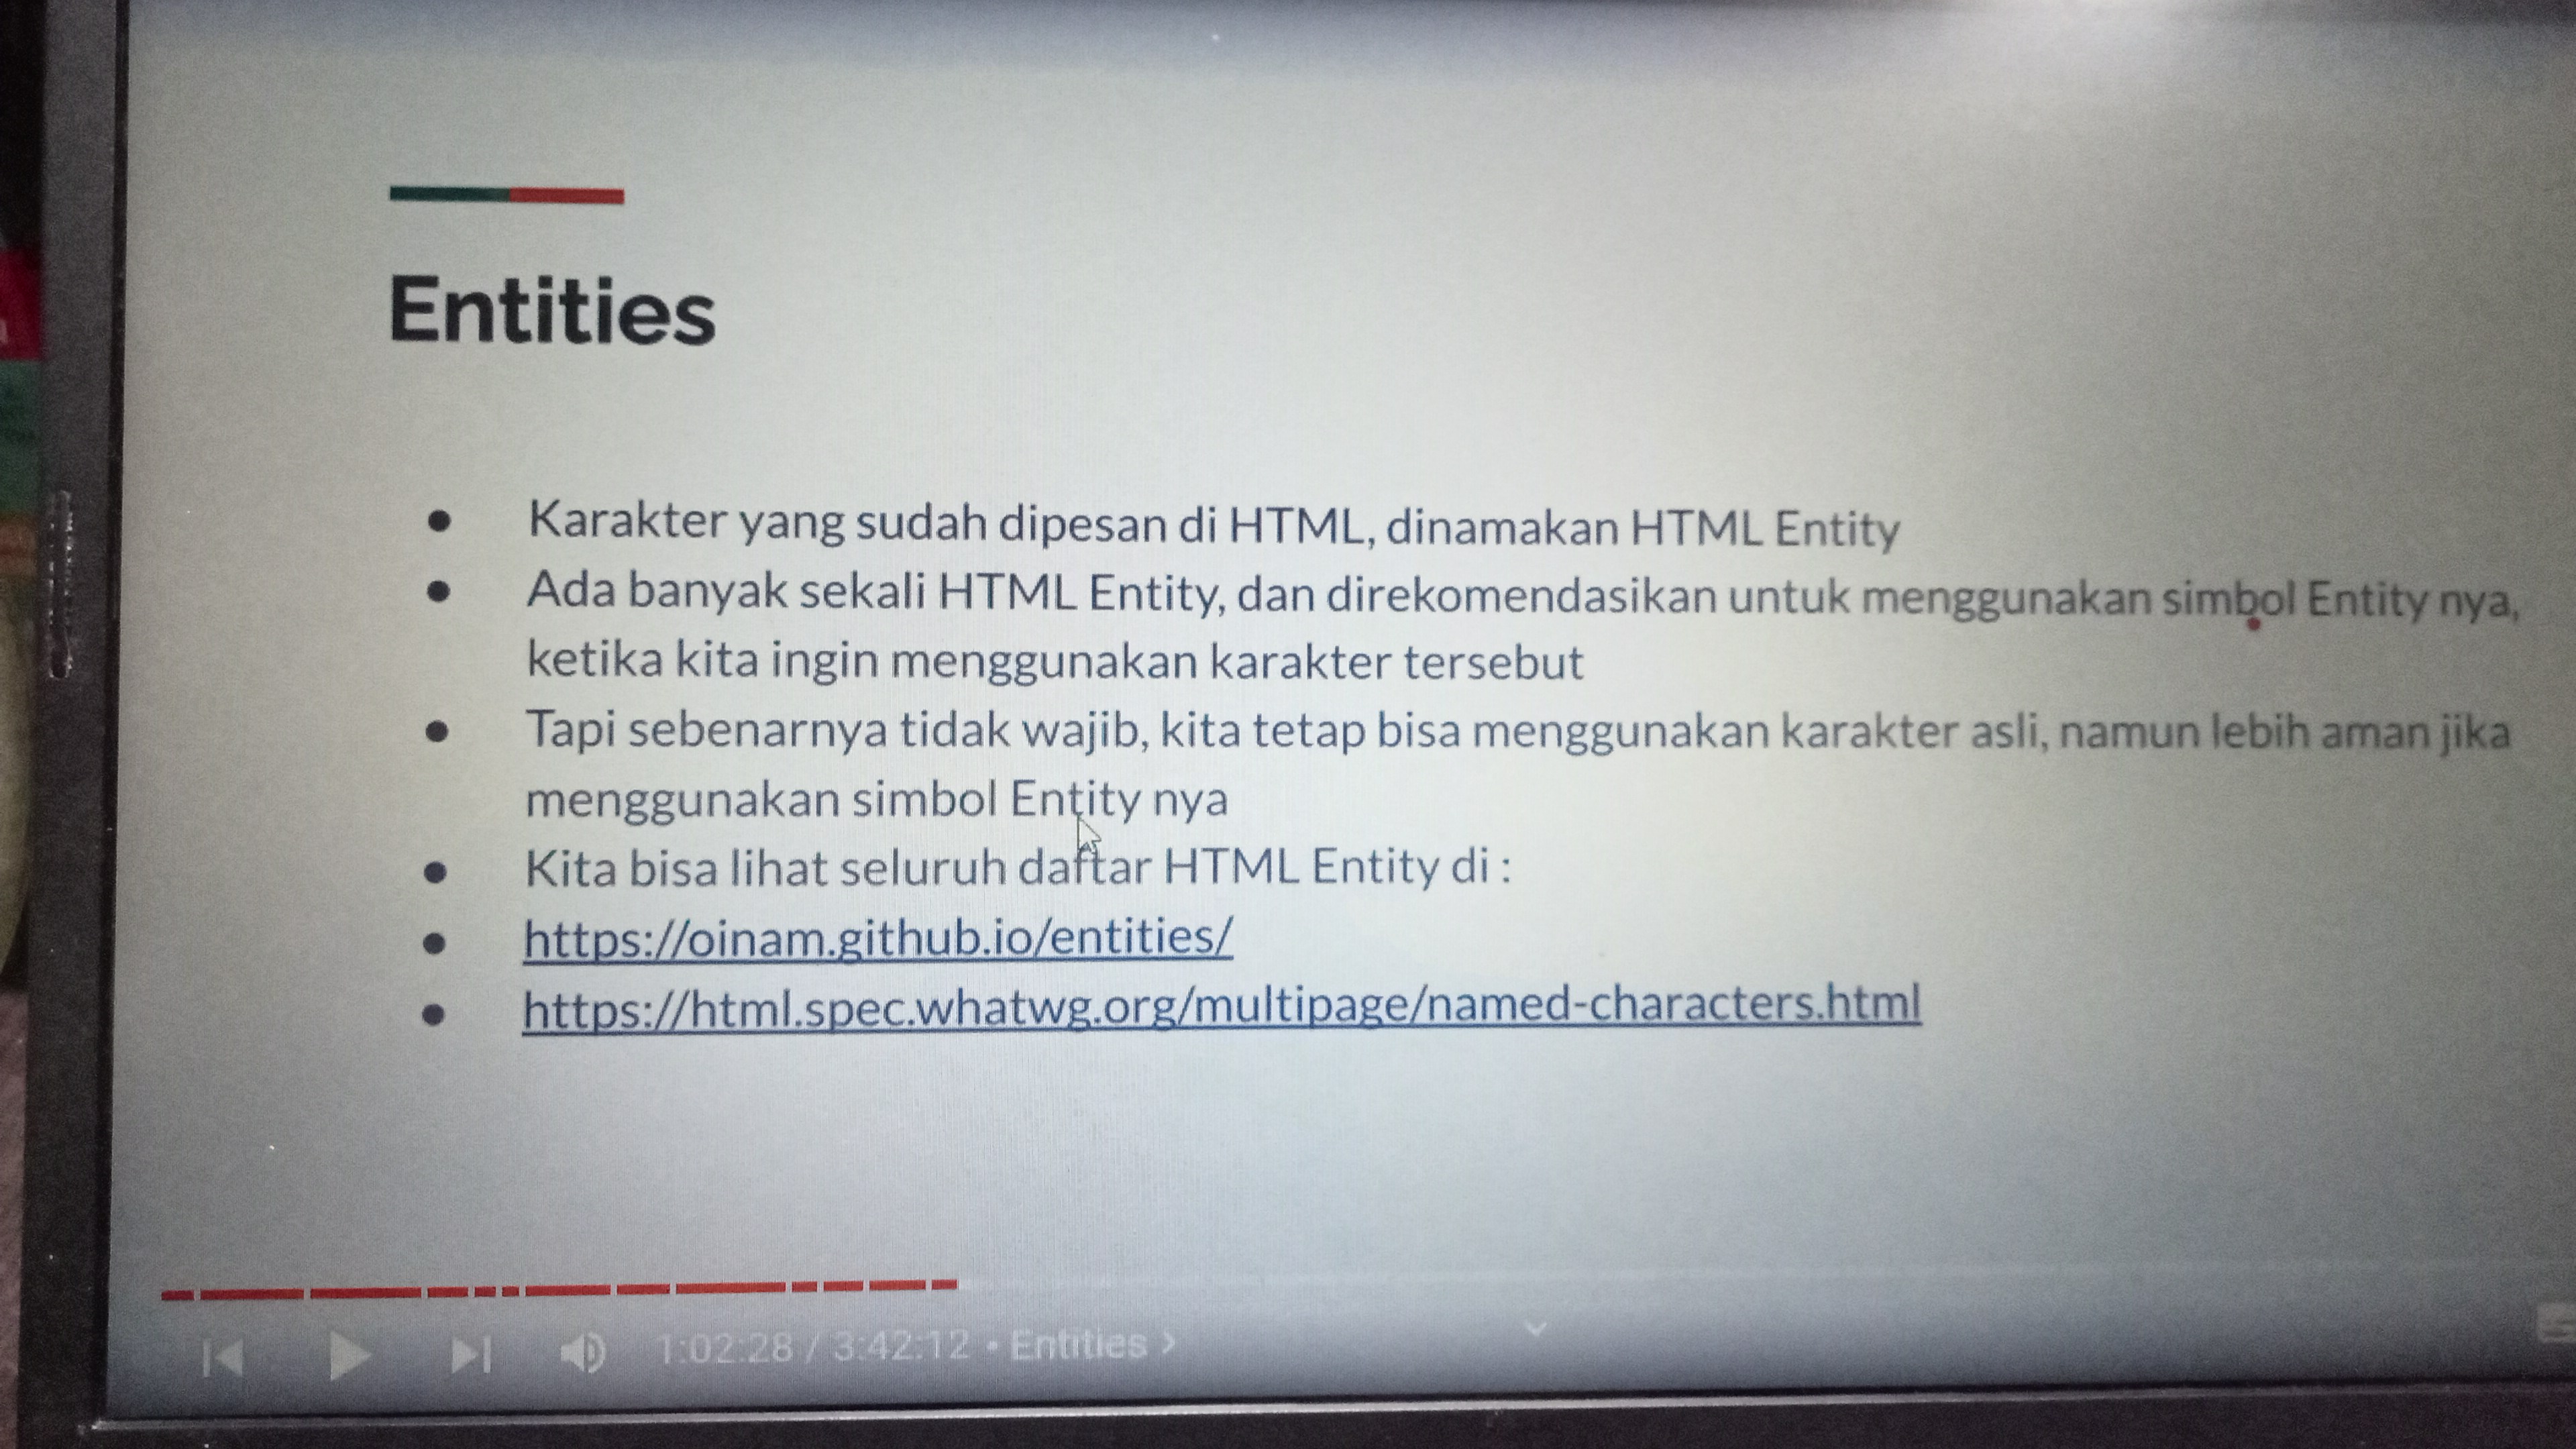 Entities
● Karakter yang sudah dipesan di HTML, dinamakan HTML Entity
● Ada banyak sekali HTML Entity, dan direkomendasikan untuk menggunakan simbol Entity nya,
ketika kita ingin menggunakan karakter tersebut
● Tapi sebenarnya tidak wajib, kita tetap bisa menggunakan karakter asli, namun lebih aman jika
menggunakan simbol Entity nya
● Kita bisa lihat seluruh daftar HTML Entity di :
● https://oinam.github.io/entities/
● https://html.spec.whatwg.org/multipage/named-characters.html
1:02:28 / 3:42:12 • Entities >